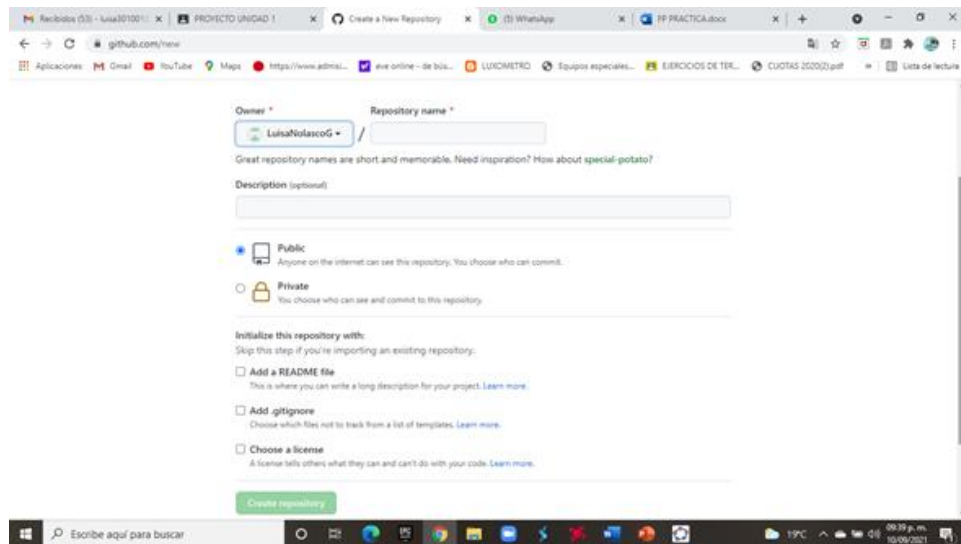 PROYECTO UNIDAD 1
Create a New Repository
WhatsApp
PP PRACTICA.docx
github.com/new
Aplicaciones
Gmail
YouTube
Maps
eve online - de bús...
LUXOMETRO
Equipos especiales...
EJERCICIOS DE TER...
CUOTAS 2020(2).pdf
Lista de lectura
Owner *
Repository name *
LuisaNolascoG
/
Great repository names are short and memorable. Need inspiration? How about special-potato?
Description (optional)
Public
Anyone on the internet can see this repository. You choose who can commit.
Private
You choose who can see and commit to this repository.
Initialize this repository with:
Skip this step if you're importing an existing repository.
Add a README file
This is where you can write a long description for your project. Learn more.
Add .gitignore
Choose which files not to track from a list of templates. Learn more.
Choose a license
A license tells others what they can and can't do with your code. Learn more.
Create repository
Escribe aquí para buscar
19°C
09:39 p. m.
10/09/2021